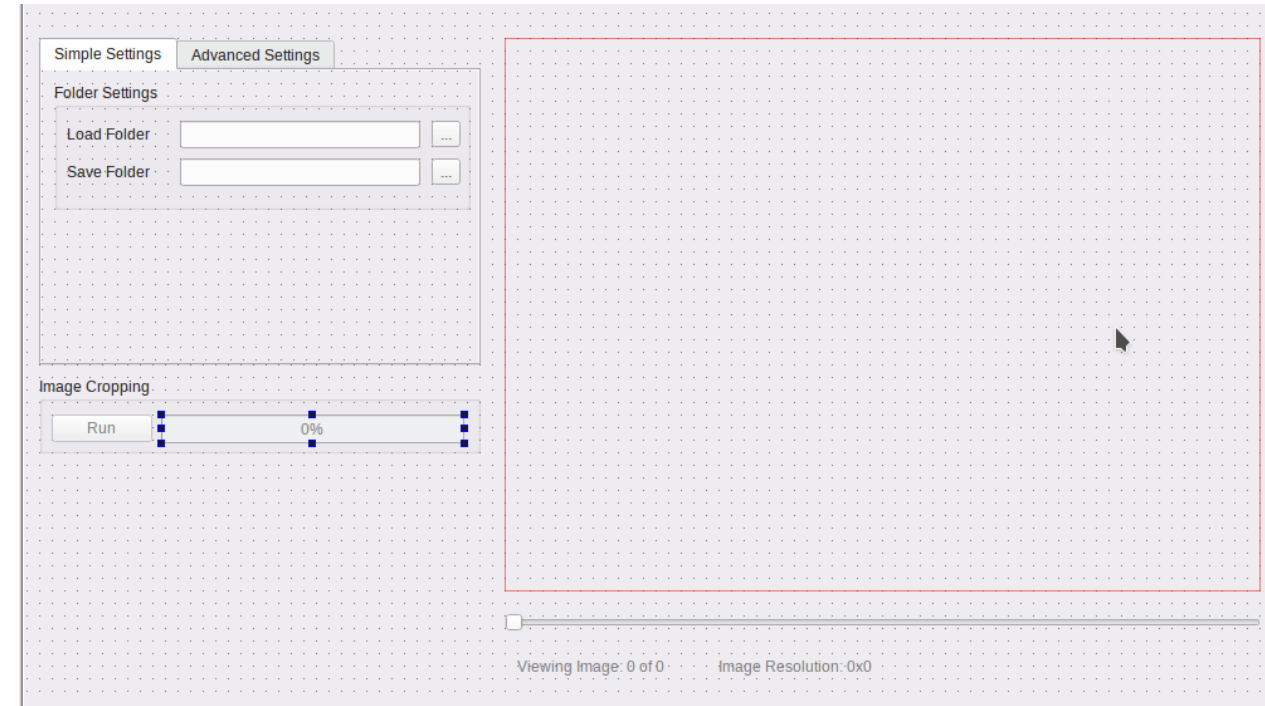 Simple Settings
Advanced Settings
Folder Settings
Load Folder
...
Save Folder
...
Image Cropping
Run
0%
Viewing Image: 0 of 0
Image Resolution: 0x0